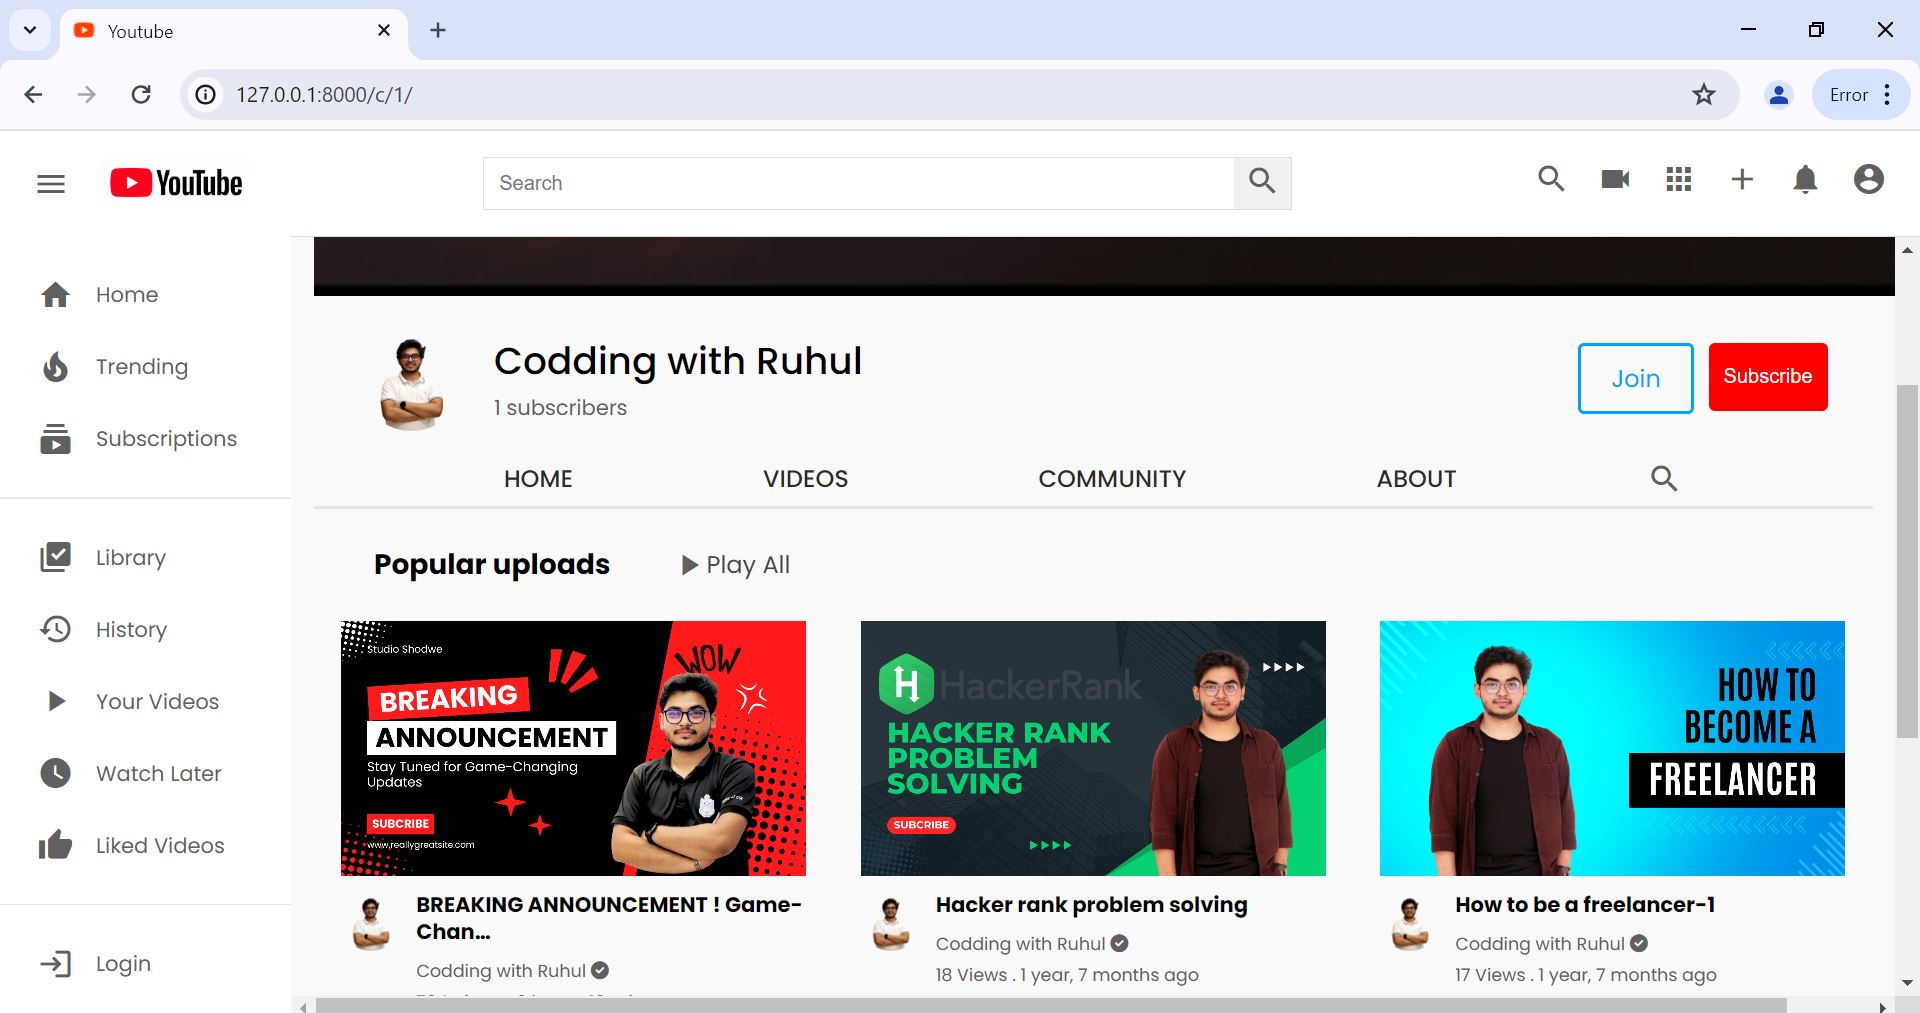 Youtube
127.0.0.1:8000/c/1/
Error
YouTube
Search
Home
Trending
Subscriptions
Library
History
Your Videos
Watch Later
Liked Videos
Login
Codding with Ruhul
1 subscribers
Join
Subscribe
HOME
VIDEOS
COMMUNITY
ABOUT
Popular uploads
Play All
Studio Shodwe
WOW
BREAKING
ANNOUNCEMENT
Stay Tuned for Game-Changing
Updates
SUBCRIBE
www.reallygreatsite.com
BREAKING ANNOUNCEMENT ! Game-
Chan...
Codding with Ruhul
H HackerRank
HACKER RANK
PROBLEM
SOLVING
SUBCRIBE
Hacker rank problem solving
Codding with Ruhul
18 Views . 1 year, 7 months ago
HOW TO
BECOME A
FREELANCER
How to be a freelancer-1
Codding with Ruhul
17 Views . 1 year, 7 months ago